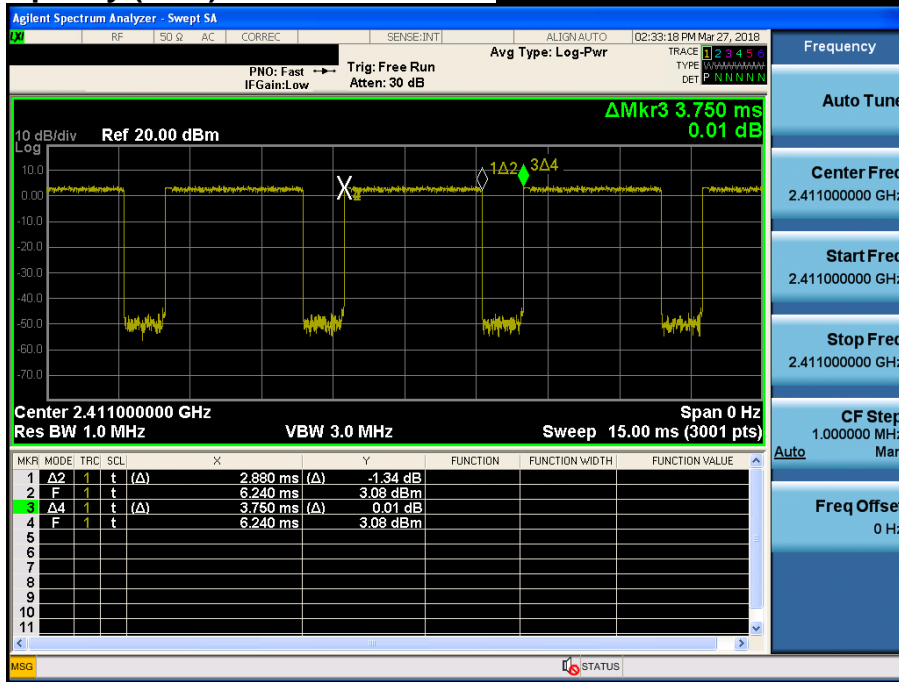 Agilent Spectrum Analyzer - Swept SA
LXI RF 50 Ω AC CORREC SENSE:INT ALIGN AUTO 02:33:18 PM Mar 27, 2018
PNO: Fast Trig: Free Run Avg Type: Log-Pwr TRACE 1 2 3 4 5 6
IFGain:Low Atten: 30 dB TYPE
DET P N N N N N
ΔMkr3 3.750 ms
0.01 dB
10 dB/div Ref 20.00 dBm
Log
10.0
0.00
-10.0
-20.0
-30.0
-40.0
-50.0
-60.0
-70.0
X 1Δ2 3Δ4
Center 2.411000000 GHz Span 0 Hz
Res BW 1.0 MHz VBW 3.0 MHz Sweep 15.00 ms (3001 pts)
MKR MODE TRC SCL X Y FUNCTION FUNCTION WIDTH FUNCTION VALUE
1 Δ2 1 t (Δ) 2.880 ms (Δ) -1.34 dB
2 F 1 t 6.240 ms 3.08 dBm
3 Δ4 1 t (Δ) 3.750 ms (Δ) 0.01 dB
4 F 1 t 6.240 ms 3.08 dBm
5
6
7
8
9
10
11
MSG STATUS
Frequency
Auto Tune
Center Freq
2.411000000 GHz
Start Freq
2.411000000 GHz
Stop Freq
2.411000000 GHz
CF Step
1.000000 MHz
Auto Man
Freq Offset
0 Hz